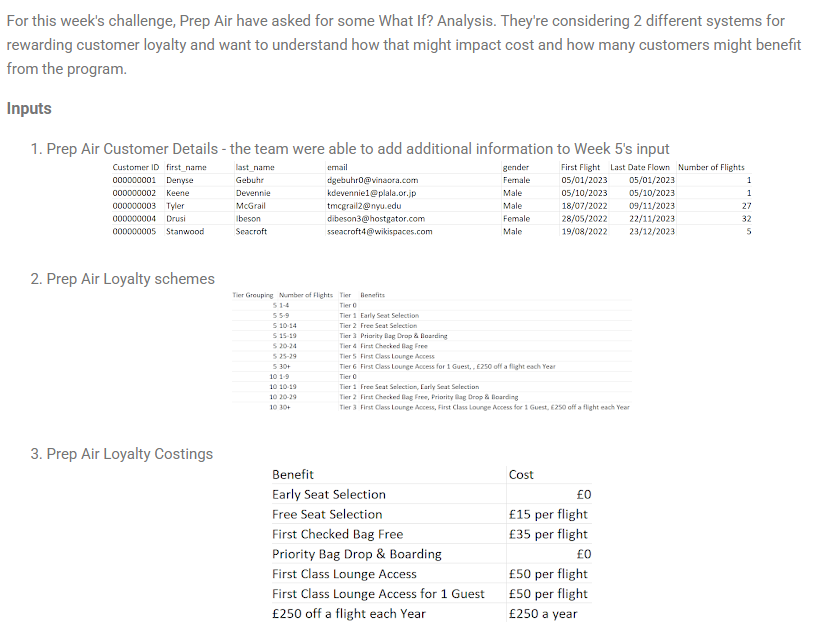 For this week's challenge, Prep Air have asked for some What If? Analysis. They're considering 2 different systems for
rewarding customer loyalty and want to understand how that might impact cost and how many customers might benefit
from the program.
Inputs
1. Prep Air Customer Details - the team were able to add additional information to Week 5's input
Customer ID first_name last_name email gender First Flight Last Date Flown Number of Flights
000000001 Denyse Gebuhr dgebuhr0@vinaora.com Female 05/01/2023 05/01/2023 1
000000002 Keene Devennie kdevennie1@plala.or.jp Male 05/10/2023 05/10/2023 1
000000003 Tyler McGrail tmcgrail2@nyu.edu Male 18/07/2022 09/11/2023 27
000000004 Drusi Ibeson dibeson3@hostgator.com Female 28/05/2022 22/11/2023 32
000000005 Stanwood Seacroft sseacroft4@wikispaces.com Male 19/08/2022 23/12/2023 5
2. Prep Air Loyalty schemes
Tier Grouping Number of Flights Tier Benefits
5 1-4 Tier 0
5 5-9 Tier 1 Early Seat Selection
5 10-14 Tier 2 Free Seat Selection
5 15-19 Tier 3 Priority Bag Drop & Boarding
5 20-24 Tier 4 First Checked Bag Free
5 25-29 Tier 5 First Class Lounge Access
5 30+ Tier 6 First Class Lounge Access for 1 Guest, , £250 off a flight each Year
10 1-9 Tier 0
10 10-19 Tier 1 Free Seat Selection, Early Seat Selection
10 20-29 Tier 2 First Checked Bag Free, Priority Bag Drop & Boarding
10 30+ Tier 3 First Class Lounge Access, First Class Lounge Access for 1 Guest, £250 off a flight each Year
3. Prep Air Loyalty Costings
Benefit Cost
Early Seat Selection £0
Free Seat Selection £15 per flight
First Checked Bag Free £35 per flight
Priority Bag Drop & Boarding £0
First Class Lounge Access £50 per flight
First Class Lounge Access for 1 Guest £50 per flight
£250 off a flight each Year £250 a year